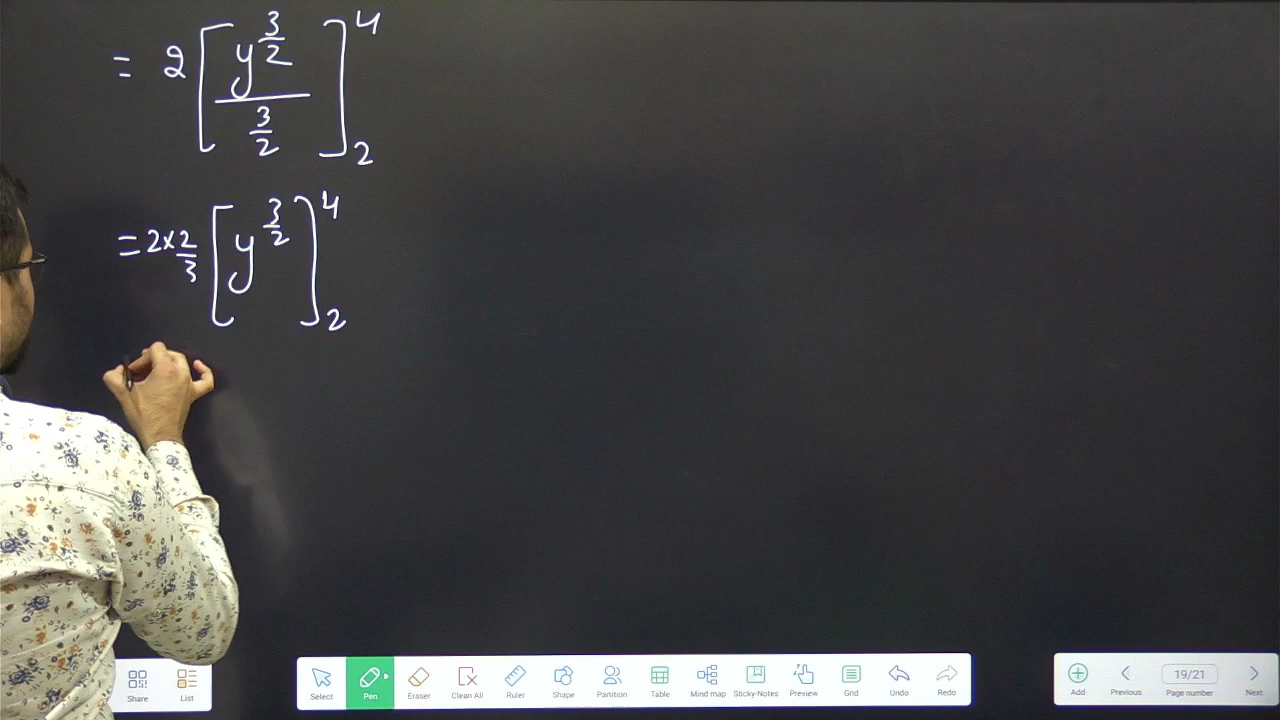 = 2 [ y^{3/2} / (3/2) ]_2^4
= 2 × 2/3 [ y^{3/2} ]_2^4
Share List Select Pen Eraser Clean All Ruler Shape Partition Table Mind map Sticky-Notes Preview Grid Undo Redo Add Previous 19/21 Page number Next